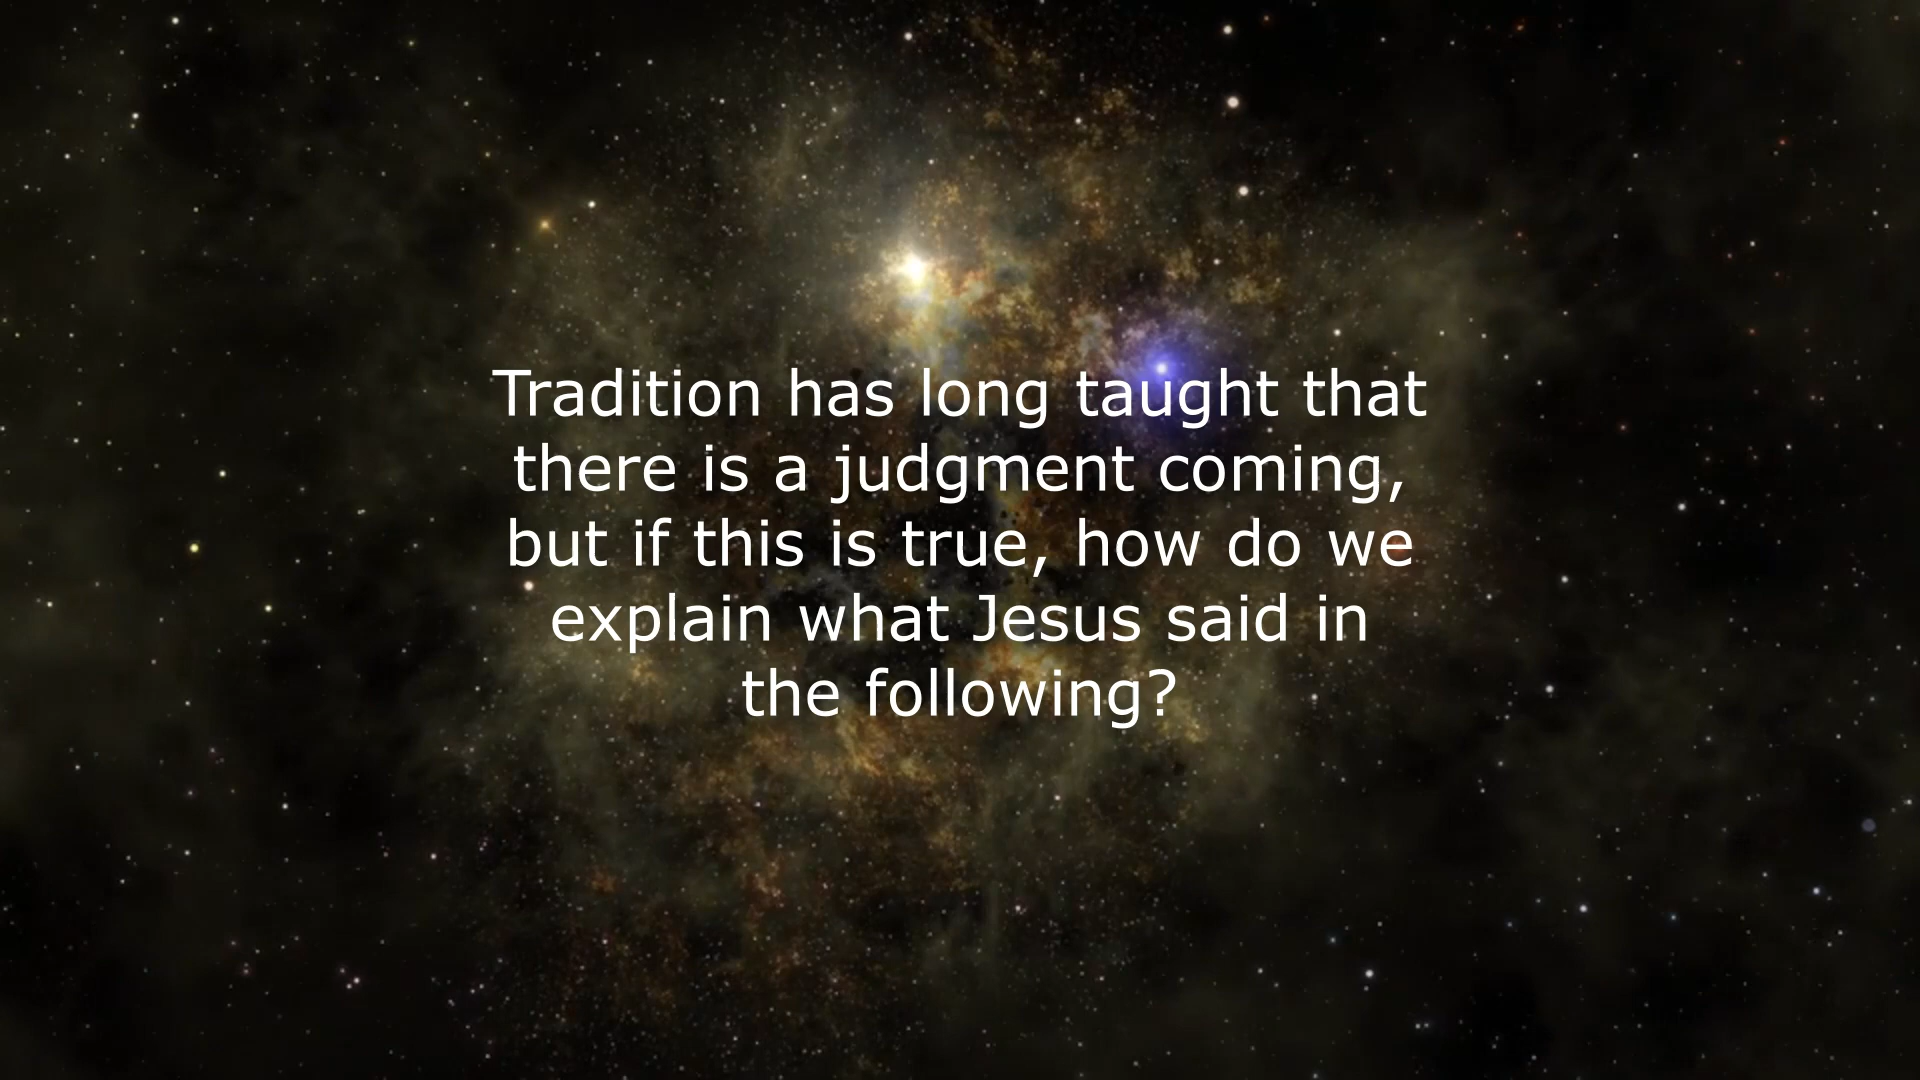 Tradition has long taught that
there is a judgment coming,
but if this is true, how do we
explain what Jesus said in
the following?